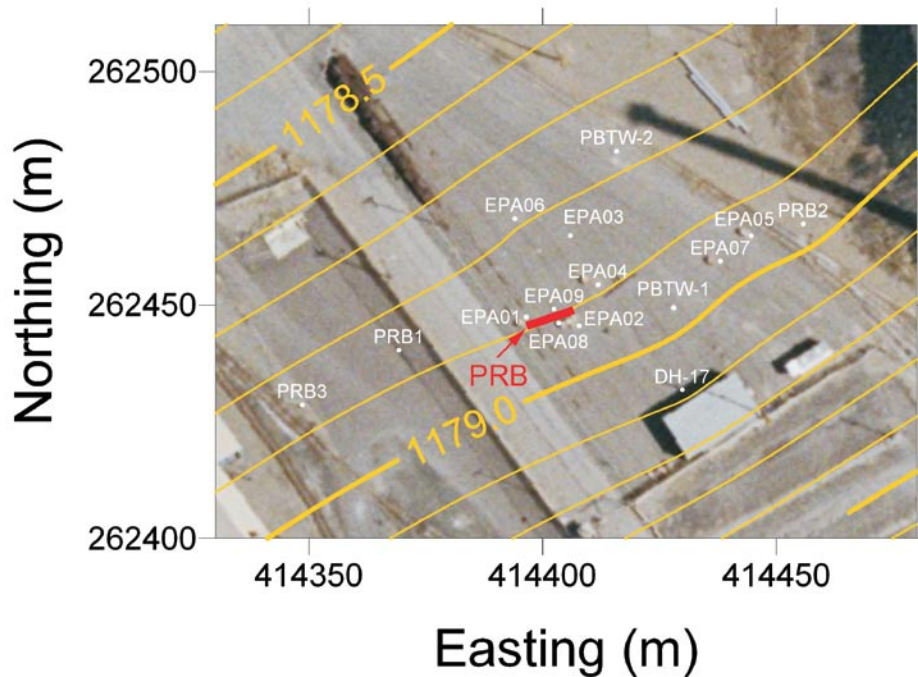 262500
1178.5
PBTW-2
EPA06
EPA03
EPA05
PRB2
EPA07
EPA04
262450
EPA09
PBTW-1
EPA01
EPA02
EPA08
PRB1
PRB
DH-17
PRB3
1179.0
262400
414350
414400
414450
Northing (m)
Easting (m)